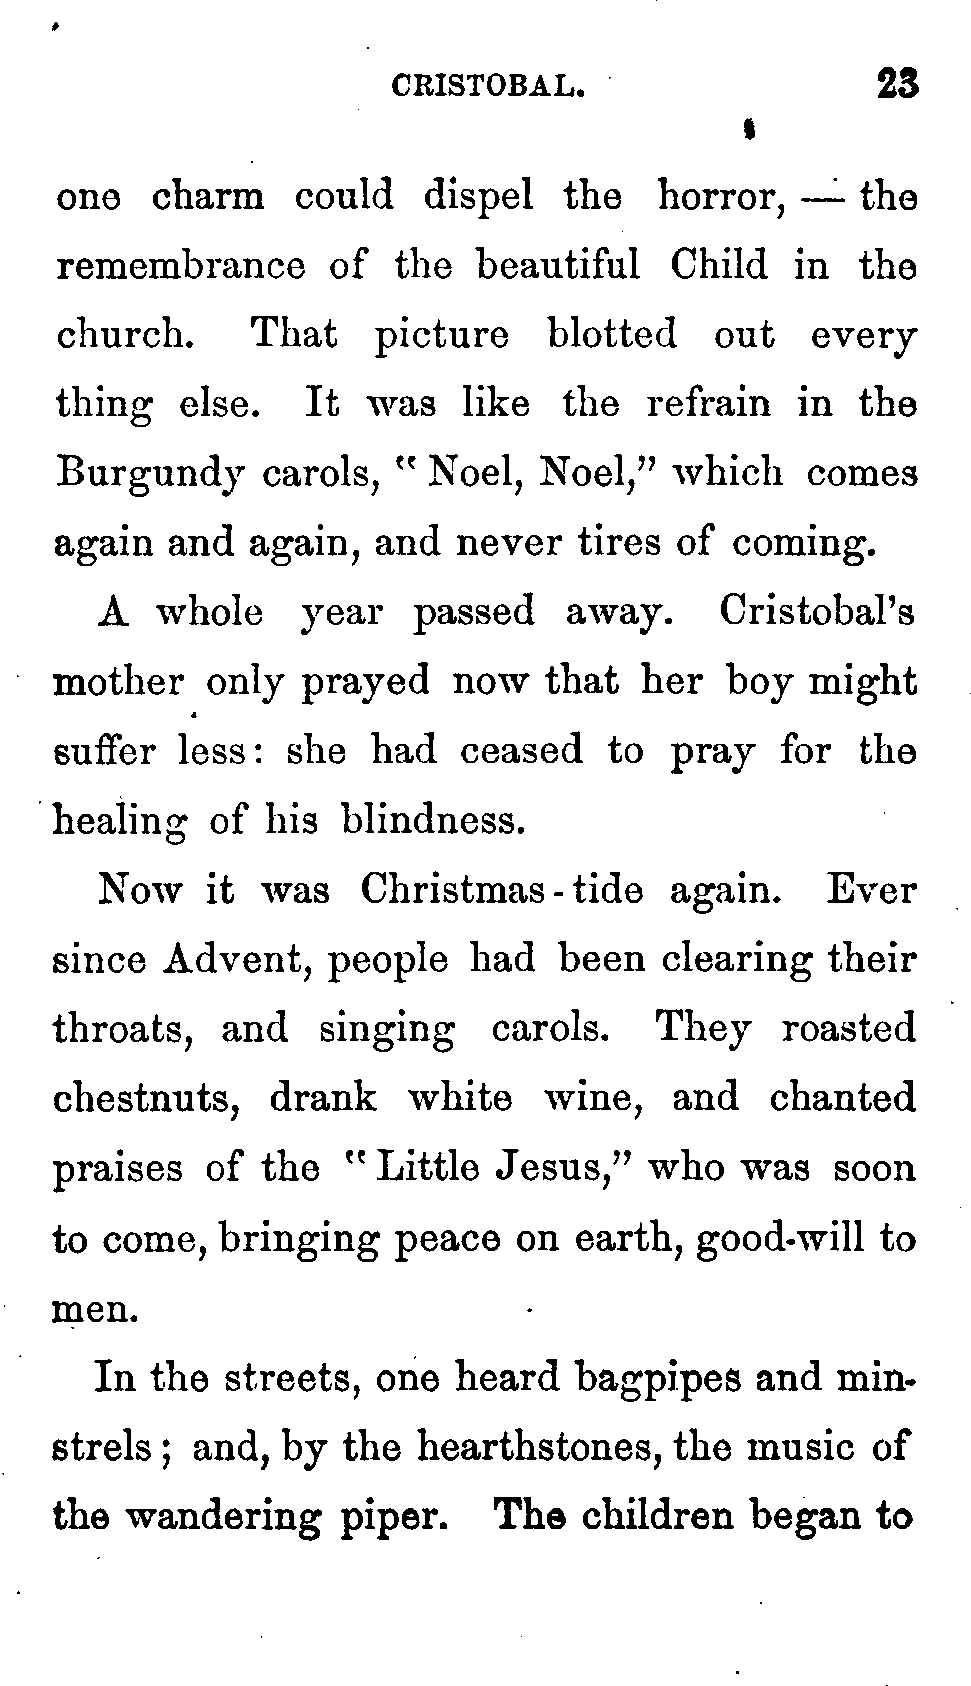 CRISTOBAL. 23
one charm could dispel the horror, — the
remembrance of the beautiful Child in the
church. That picture blotted out every
thing else. It was like the refrain in the
Burgundy carols, "Noel, Noel," which comes
again and again, and never tires of coming.
A whole year passed away. Cristobal's
mother only prayed now that her boy might
suffer less: she had ceased to pray for the
healing of his blindness.
Now it was Christmas-tide again. Ever
since Advent, people had been clearing their
throats, and singing carols. They roasted
chestnuts, drank white wine, and chanted
praises of the "Little Jesus," who was soon
to come, bringing peace on earth, good-will to
men.
In the streets, one heard bagpipes and min-
strels; and, by the hearthstones, the music of
the wandering piper. The children began to